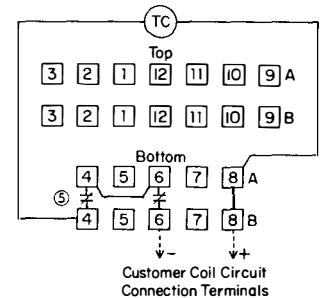 TC
Top
3 2 1 12 11 10 9 A
3 2 1 12 11 10 9 B
Bottom
4 5 6 7 8 A
5
4 5 6 7 8 B
- +
Customer Coil Circuit
Connection Terminals